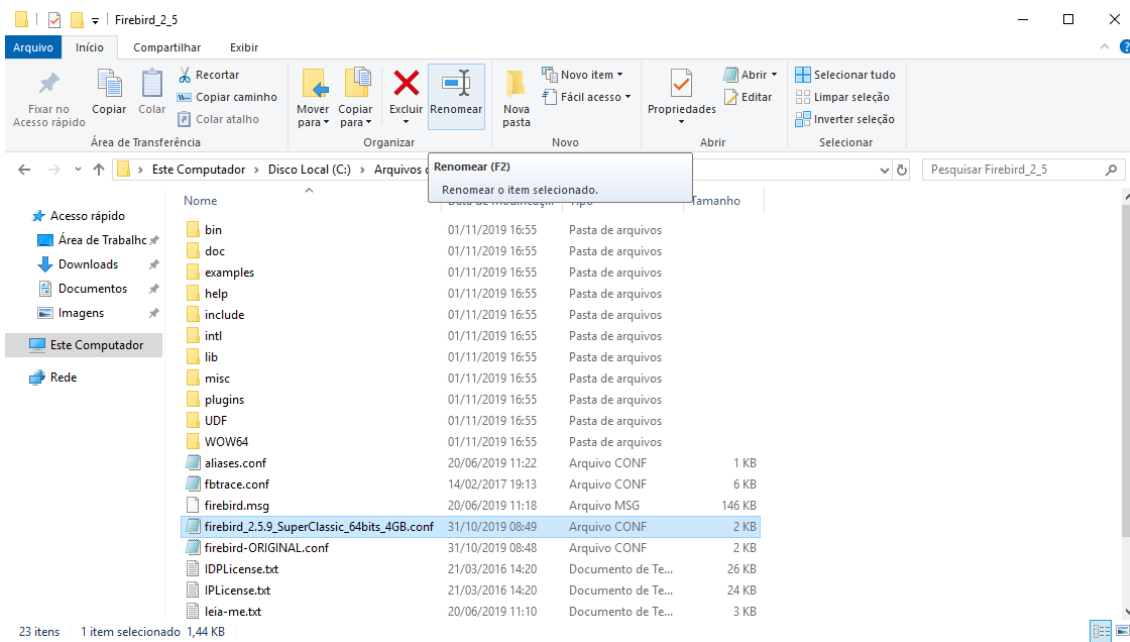 Firebird_2_5
Arquivo Início Compartilhar Exibir
Fixar no Acesso rápido
Copiar
Colar
Recortar
Copiar caminho
Colar atalho
Mover para
Copiar para
Excluir
Renomear
Nova pasta
Novo item
Fácil acesso
Propriedades
Abrir
Editar
Selecionar tudo
Limpar seleção
Inverter seleção
Área de Transferência Organizar Novo Abrir Selecionar
Este Computador > Disco Local (C:) > Arquivos
Pesquisar Firebird_2_5
Renomear (F2)
Renomear o item selecionado.
Nome Tamanho
Acesso rápido
Área de Trabalho
Downloads
Documentos
Imagens
Este Computador
Rede
bin 01/11/2019 16:55 Pasta de arquivos
doc 01/11/2019 16:55 Pasta de arquivos
examples 01/11/2019 16:55 Pasta de arquivos
help 01/11/2019 16:55 Pasta de arquivos
include 01/11/2019 16:55 Pasta de arquivos
intl 01/11/2019 16:55 Pasta de arquivos
lib 01/11/2019 16:55 Pasta de arquivos
misc 01/11/2019 16:55 Pasta de arquivos
plugins 01/11/2019 16:55 Pasta de arquivos
UDF 01/11/2019 16:55 Pasta de arquivos
WOW64 01/11/2019 16:55 Pasta de arquivos
aliases.conf 20/06/2019 11:22 Arquivo CONF 1 KB
fbtrace.conf 14/02/2017 19:13 Arquivo CONF 6 KB
firebird.msg 20/06/2019 11:18 Arquivo MSG 146 KB
firebird_2.5.9_SuperClassic_64bits_4GB.conf 31/10/2019 08:49 Arquivo CONF 2 KB
firebird-ORIGINAL.conf 31/10/2019 08:48 Arquivo CONF 2 KB
IDPLicense.txt 21/03/2016 14:20 Documento de Te... 26 KB
IPLicense.txt 21/03/2016 14:20 Documento de Te... 24 KB
leia-me.txt 20/06/2019 11:10 Documento de Te... 3 KB
23 itens 1 item selecionado 1,44 KB